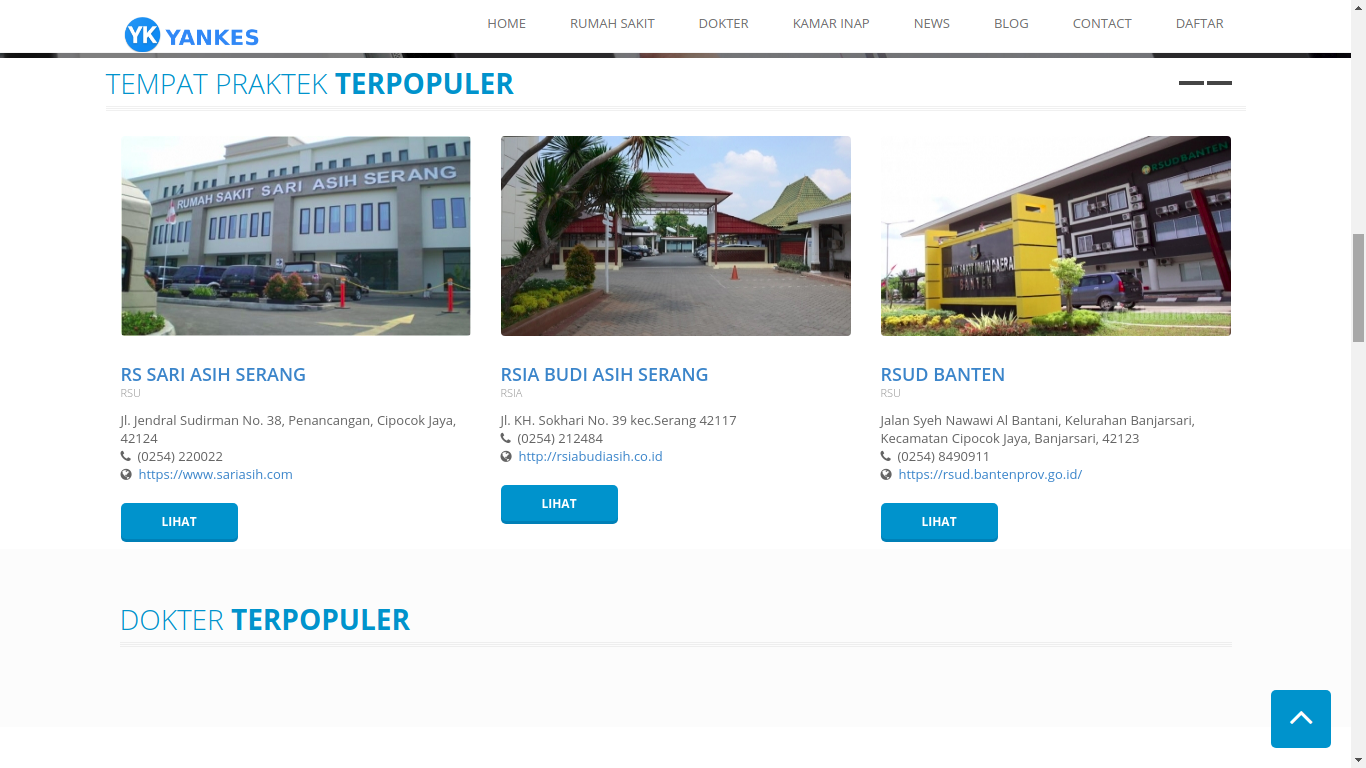 YK YANKES
HOME
RUMAH SAKIT
DOKTER
KAMAR INAP
NEWS
BLOG
CONTACT
DAFTAR
TEMPAT PRAKTEK TERPOPULER
RUMAH SAKIT SARI ASIH SERANG
RSUD BANTEN
BANTEN
RS SARI ASIH SERANG
RSU
Jl. Jendral Sudirman No. 38, Penancangan, Cipocok Jaya,
42124
(0254) 220022
https://www.sariasih.com
LIHAT
RSIA BUDI ASIH SERANG
RSIA
Jl. KH. Sokhari No. 39 kec.Serang 42117
(0254) 212484
http://rsiabudiasih.co.id
LIHAT
RSUD BANTEN
RSU
Jalan Syeh Nawawi Al Bantani, Kelurahan Banjarsari,
Kecamatan Cipocok Jaya, Banjarsari, 42123
(0254) 8490911
https://rsud.bantenprov.go.id/
LIHAT
DOKTER TERPOPULER